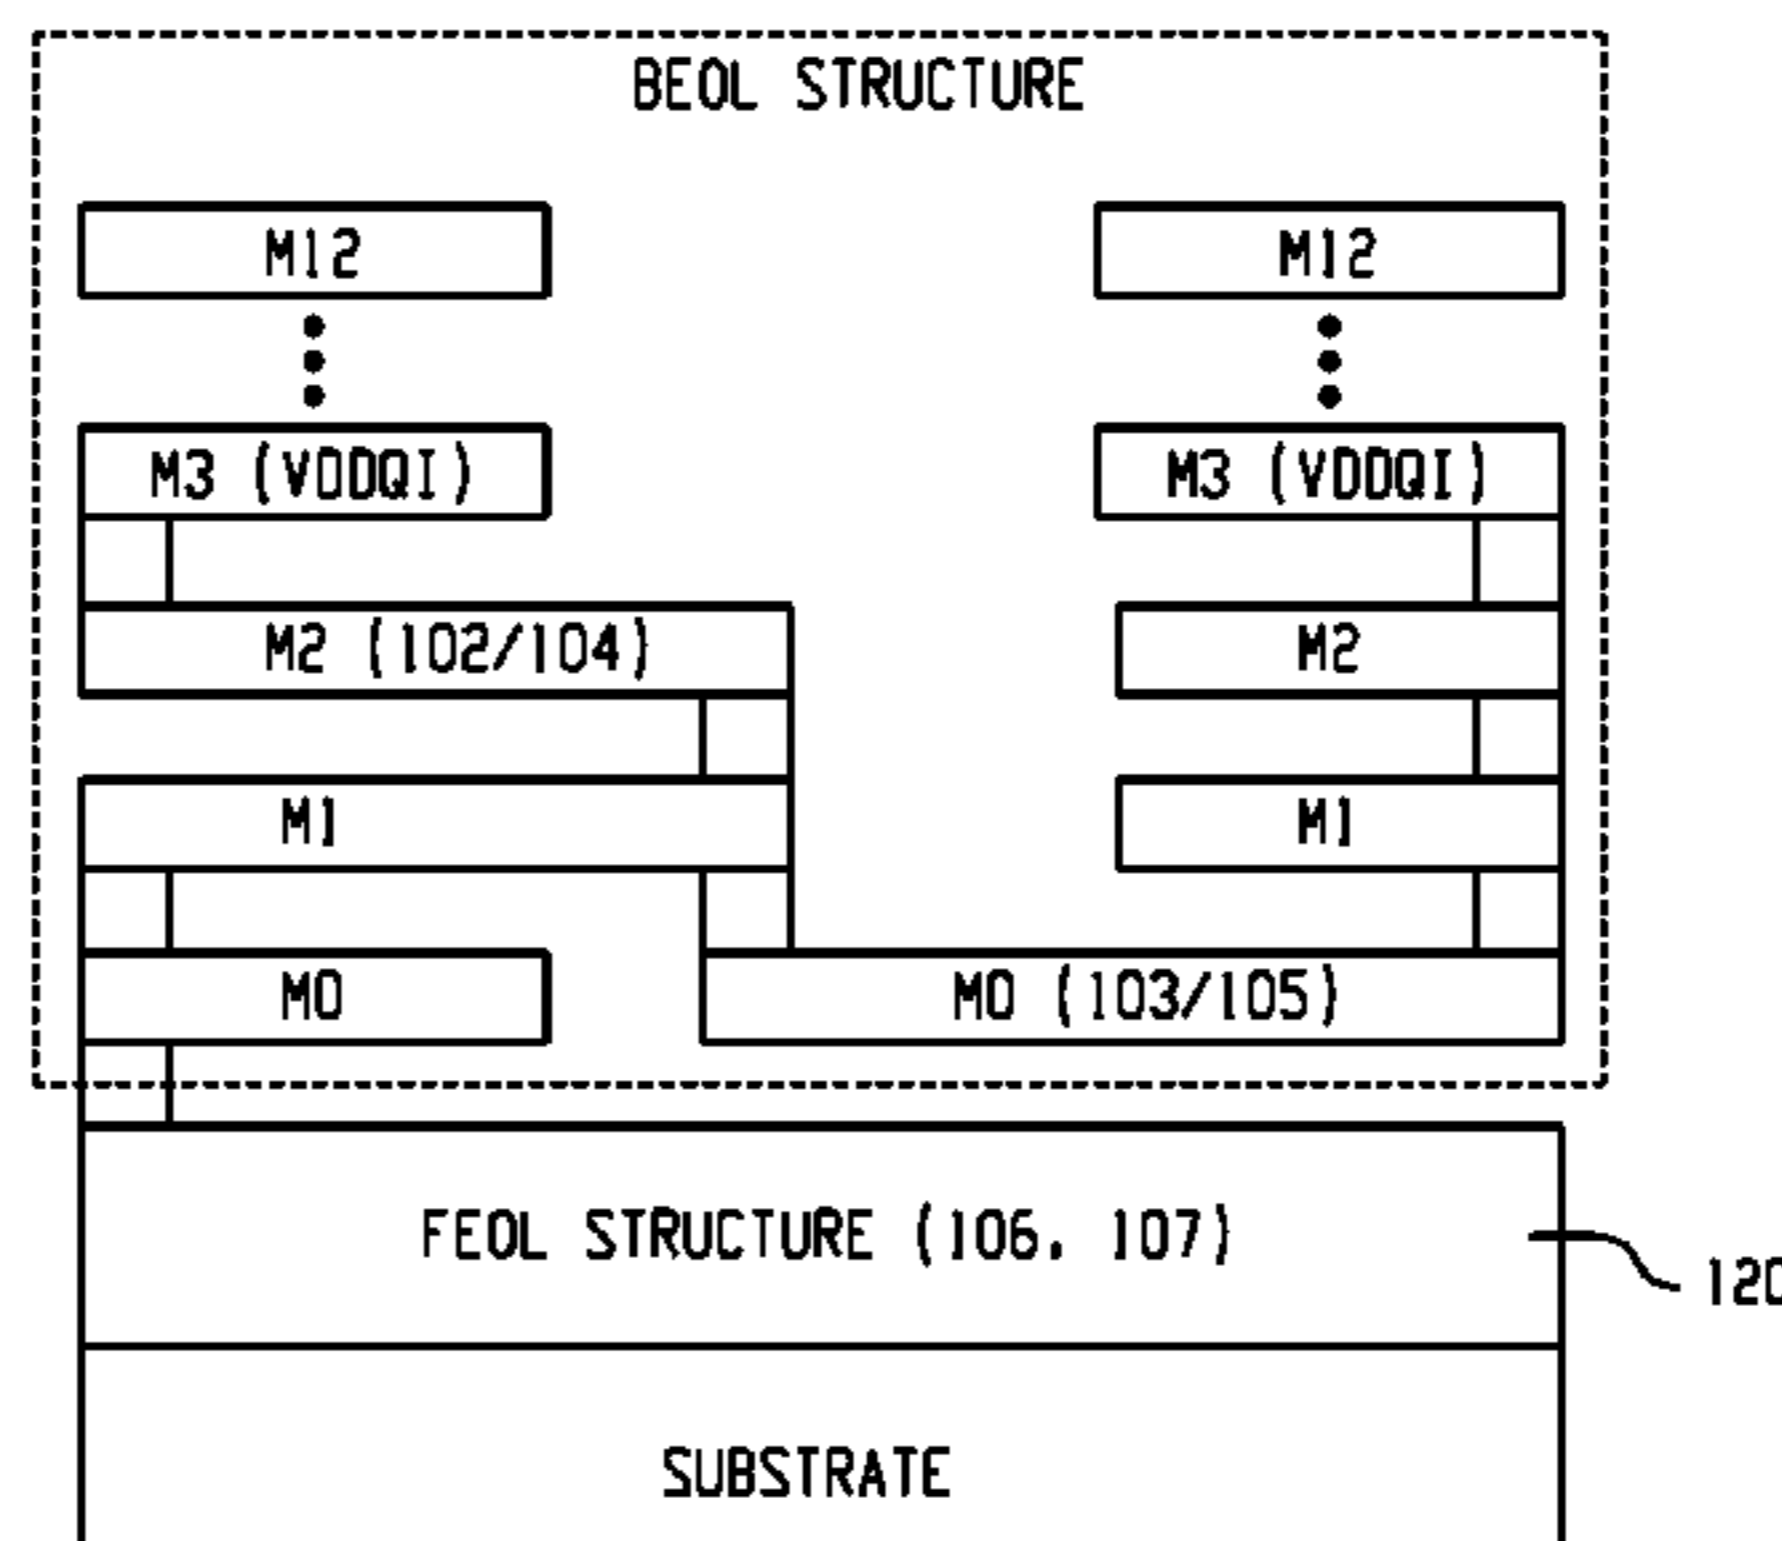 BEOL STRUCTURE
M12 M12
M3 (VDDQI) M3 (VDDQI)
M2 (102/104) M2
M1 M1
M0 M0 (103/105)
FEOL STRUCTURE (106, 107)
120
SUBSTRATE